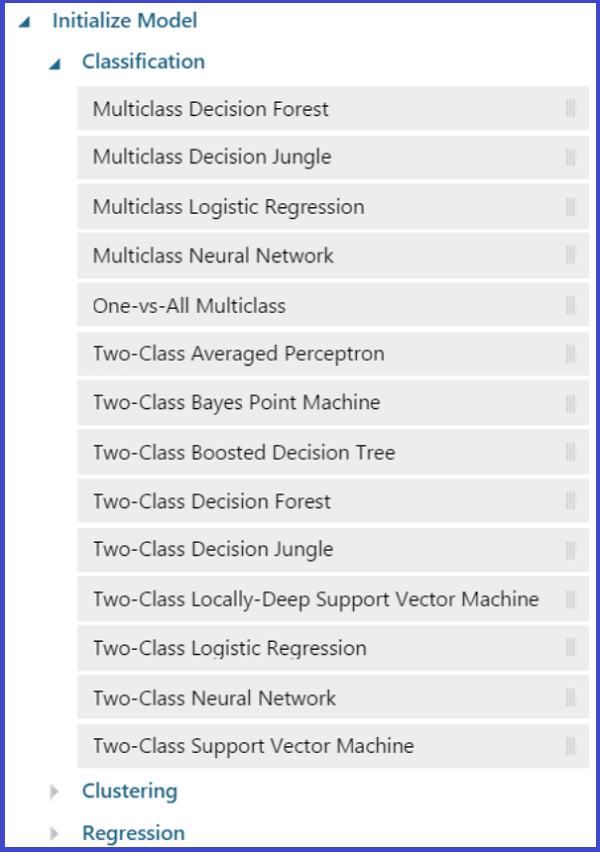 Initialize Model
Classification
Multiclass Decision Forest
Multiclass Decision Jungle
Multiclass Logistic Regression
Multiclass Neural Network
One-vs-All Multiclass
Two-Class Averaged Perceptron
Two-Class Bayes Point Machine
Two-Class Boosted Decision Tree
Two-Class Decision Forest
Two-Class Decision Jungle
Two-Class Locally-Deep Support Vector Machine
Two-Class Logistic Regression
Two-Class Neural Network
Two-Class Support Vector Machine
Clustering
Regression